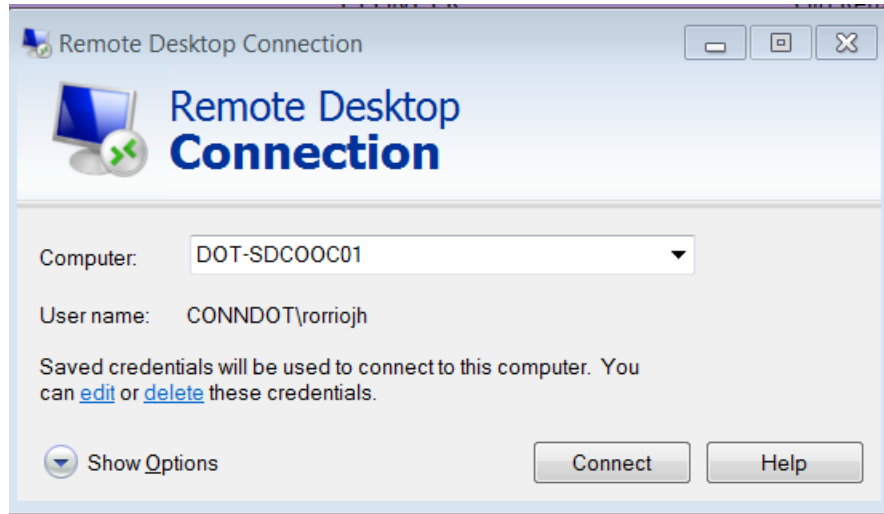 Remote Desktop Connection
Remote Desktop
Connection
Computer: DOT-SDCOOC01
User name: CONNDOT\rorriojh
Saved credentials will be used to connect to this computer. You
can edit or delete these credentials.
Show Options Connect Help